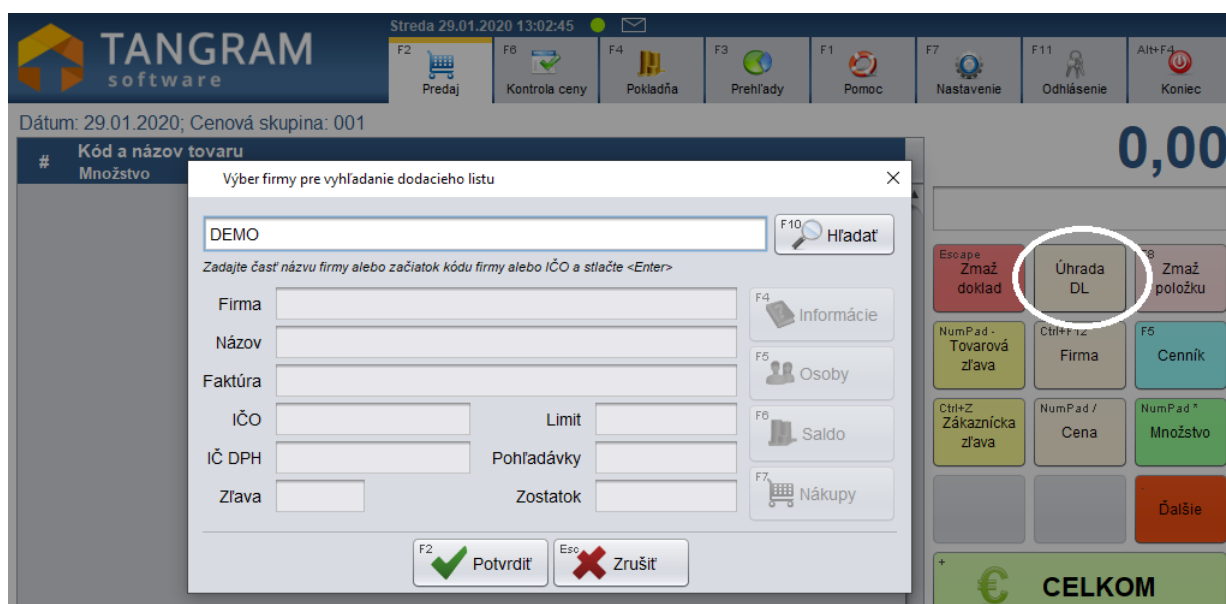 TANGRAM
software
Streda 29.01.2020 13:02:45
F2 Predaj
F6 Kontrola ceny
F4 Pokladňa
F3 Prehľady
F1 Pomoc
F7 Nastavenie
F11 Odhlásenie
Alt+F4 Koniec
Dátum: 29.01.2020; Cenová skupina: 001
0,00
# Kód a názov tovaru
Množstvo
Výber firmy pre vyhľadanie dodacieho listu
DEMO
F10 Hľadať
Zadajte časť názvu firmy alebo začiatok kódu firmy alebo IČO a stlačte <Enter>
Firma
Názov
Faktúra
IČO
Limit
IČ DPH
Pohľadávky
Zľava
Zostatok
F4 Informácie
F5 Osoby
F6 Saldo
F7 Nákupy
F2 Potvrdiť
Esc Zrušiť
Escape
Zmaž
doklad
Úhrada
DL
F8
Zmaž
položku
NumPad -
Tovarová
zľava
Ctrl+F12
Firma
F5
Cenník
Ctrl+Z
Zákaznícka
zľava
NumPad /
Cena
NumPad *
Množstvo
Ďalšie
+
€ CELKOM